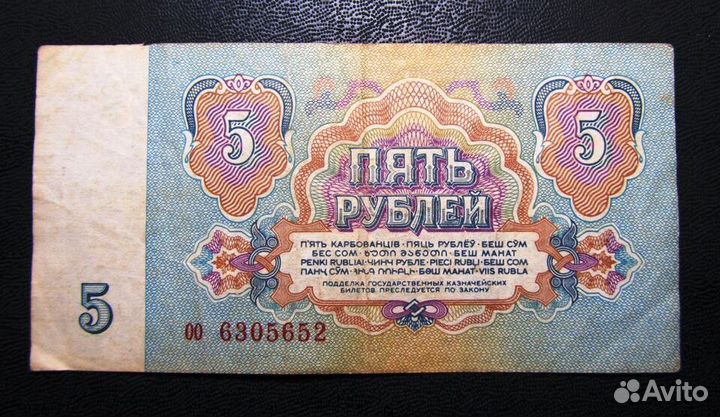 5 5
ПЯТЬ
РУБЛЕЙ
П'ЯТЬ КАРБОВАНЦІВ · ПЯЦЬ РУБЛЁЎ · БЕШ СЎМ
БЕС СОМ · ᲮᲣᲗᲘ ᲛᲐᲜᲔᲗᲘ · БЕШ МАНАТ
PENKI RUBLIAI · ЧИНЧ РУБЛЕ · PIECI RUBĻI · БЕШ СОМ
ПАНҶ СӮМ · ՀԻՆԳ ՌՈՒԲԼԻ · БӘШ МАНАТ · VIIS RUBLA
ПОДДЕЛКА ГОСУДАРСТВЕННЫХ КАЗНАЧЕЙСКИХ
БИЛЕТОВ ПРЕСЛЕДУЕТСЯ ПО ЗАКОНУ
5
ОО 6305652
Avito